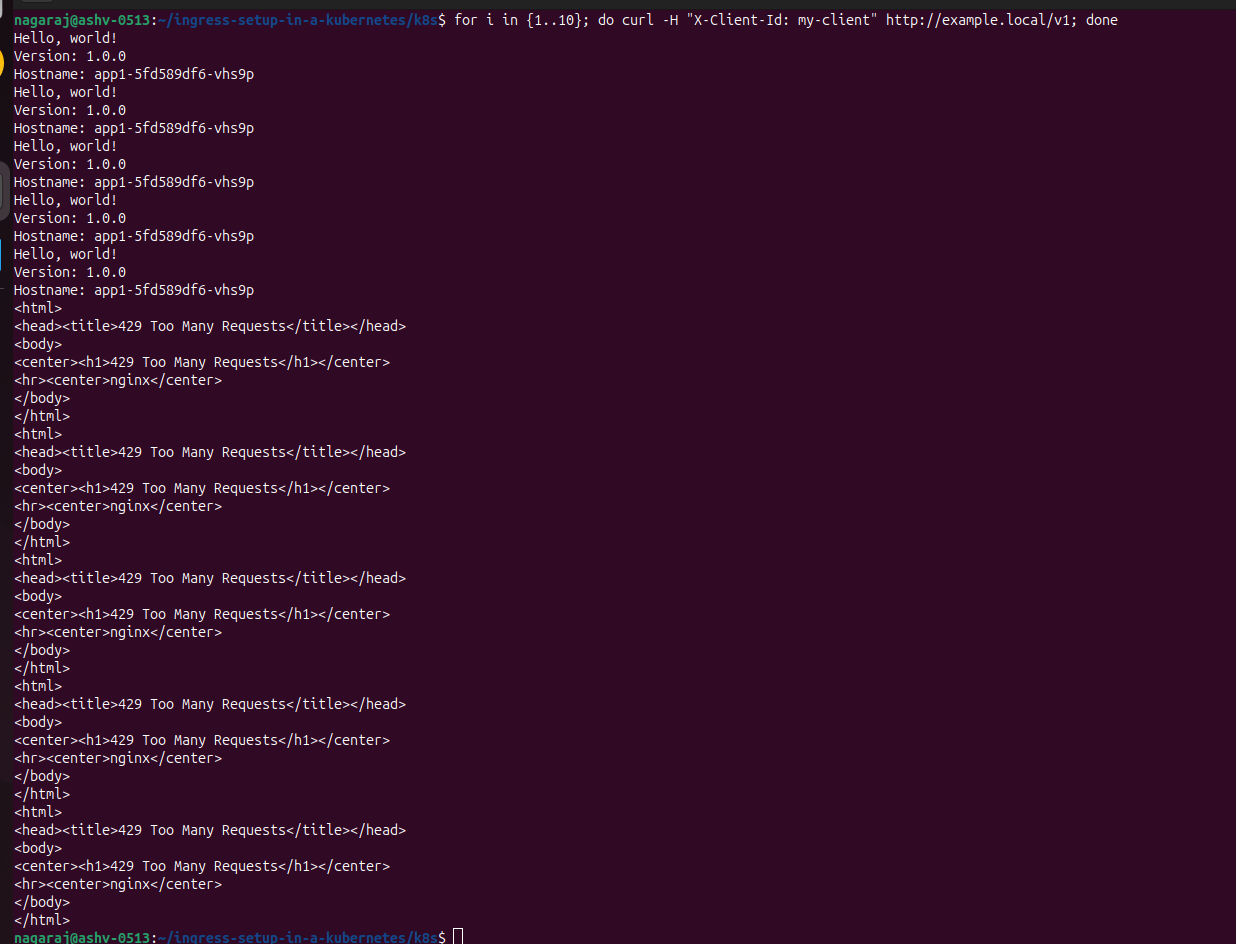 nagaraj@ashv-0513:~/ingress-setup-in-a-kubernetes/k8s$ for i in {1..10}; do curl -H "X-Client-Id: my-client" http://example.local/v1; done
Hello, world!
Version: 1.0.0
Hostname: app1-5fd589df6-vhs9p
Hello, world!
Version: 1.0.0
Hostname: app1-5fd589df6-vhs9p
Hello, world!
Version: 1.0.0
Hostname: app1-5fd589df6-vhs9p
Hello, world!
Version: 1.0.0
Hostname: app1-5fd589df6-vhs9p
Hello, world!
Version: 1.0.0
Hostname: app1-5fd589df6-vhs9p
<html>
<head><title>429 Too Many Requests</title></head>
<body>
<center><h1>429 Too Many Requests</h1></center>
<hr><center>nginx</center>
</body>
</html>
<html>
<head><title>429 Too Many Requests</title></head>
<body>
<center><h1>429 Too Many Requests</h1></center>
<hr><center>nginx</center>
</body>
</html>
<html>
<head><title>429 Too Many Requests</title></head>
<body>
<center><h1>429 Too Many Requests</h1></center>
<hr><center>nginx</center>
</body>
</html>
<html>
<head><title>429 Too Many Requests</title></head>
<body>
<center><h1>429 Too Many Requests</h1></center>
<hr><center>nginx</center>
</body>
</html>
<html>
<head><title>429 Too Many Requests</title></head>
<body>
<center><h1>429 Too Many Requests</h1></center>
<hr><center>nginx</center>
</body>
</html>
nagaraj@ashv-0513:~/ingress-setup-in-a-kubernetes/k8s$